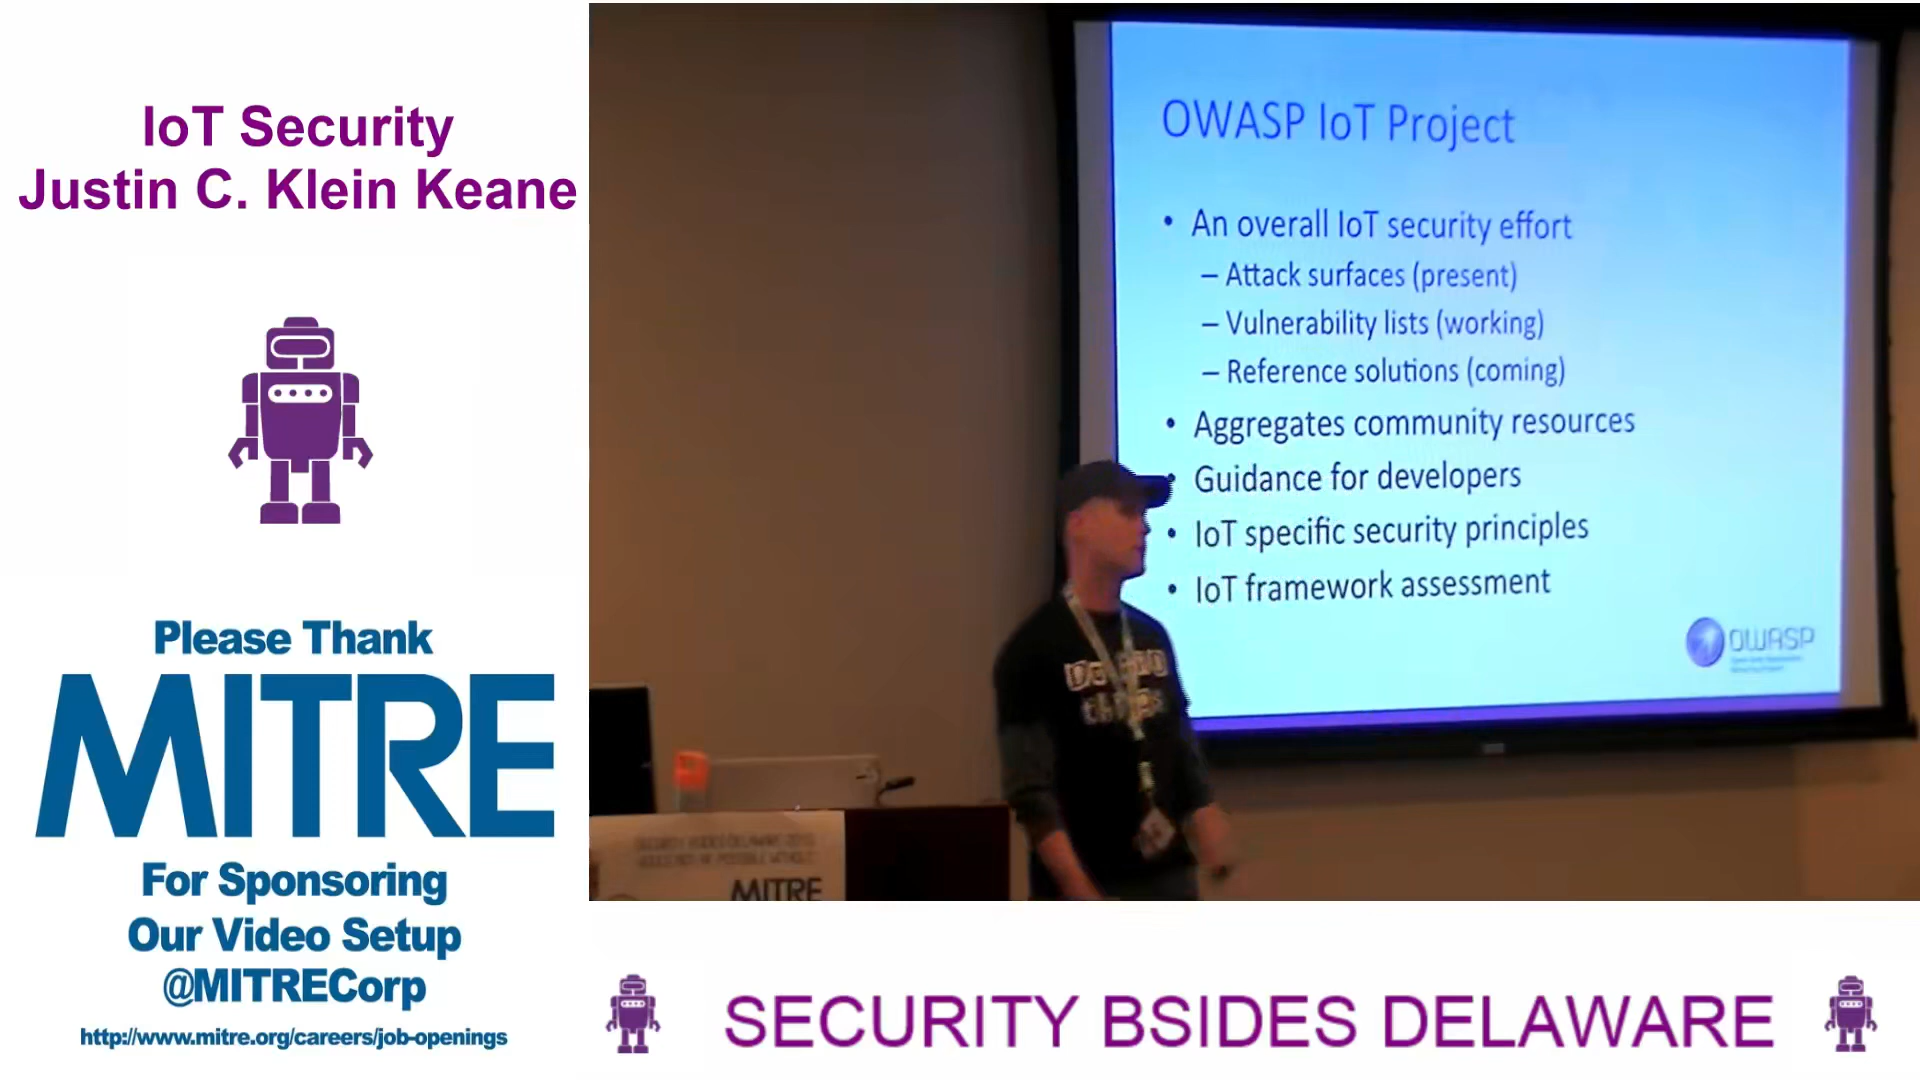 IoT Security
Justin C. Klein Keane
Please Thank
MITRE
For Sponsoring
Our Video Setup
@MITRECorp
http://www.mitre.org/careers/job-openings
OWASP IoT Project
• An overall IoT security effort
– Attack surfaces (present)
– Vulnerability lists (working)
– Reference solutions (coming)
• Aggregates community resources
• Guidance for developers
• IoT specific security principles
• IoT framework assessment
OWASP
MITRE
SECURITY BSIDES DELAWARE